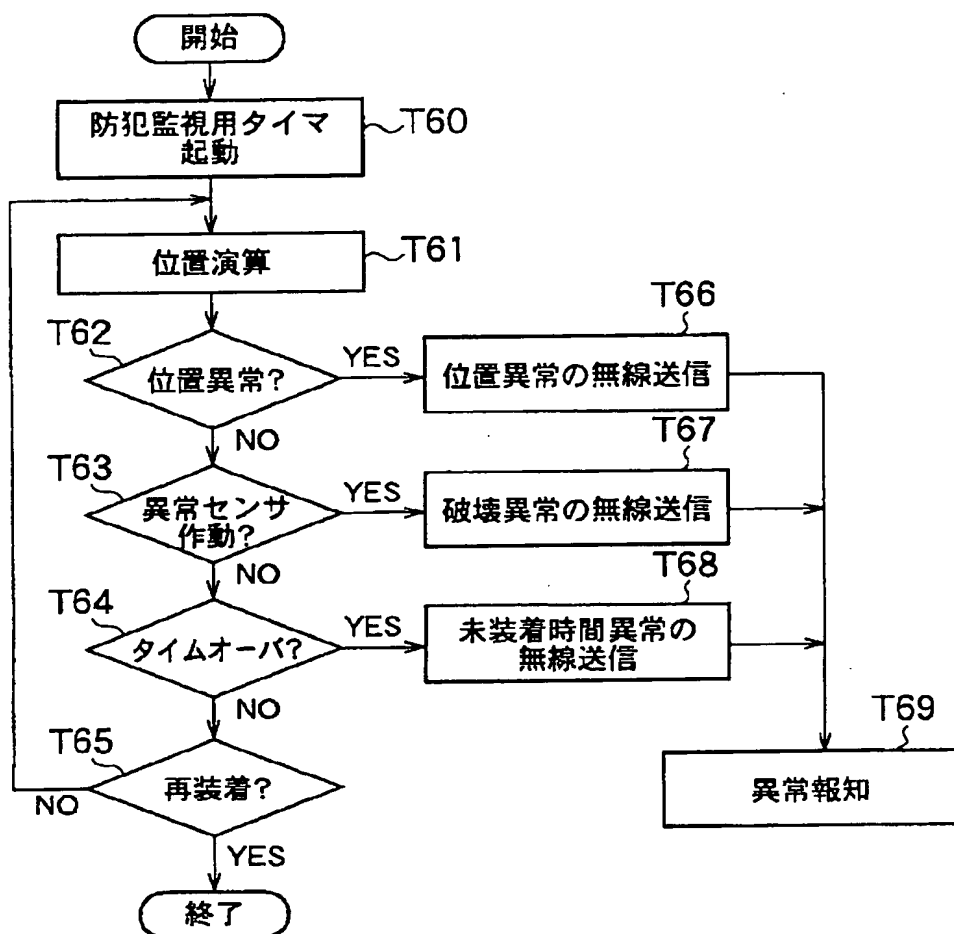 開始
防犯監視用タイマ
起動
T60
位置演算
T61
T62
位置異常?
YES
T66
位置異常の無線送信
NO
T63
異常センサ
作動?
YES
T67
破壊異常の無線送信
NO
T64
タイムオーバ?
YES
T68
未装着時間異常の
無線送信
NO
T65
再装着?
NO
T69
異常報知
YES
終了